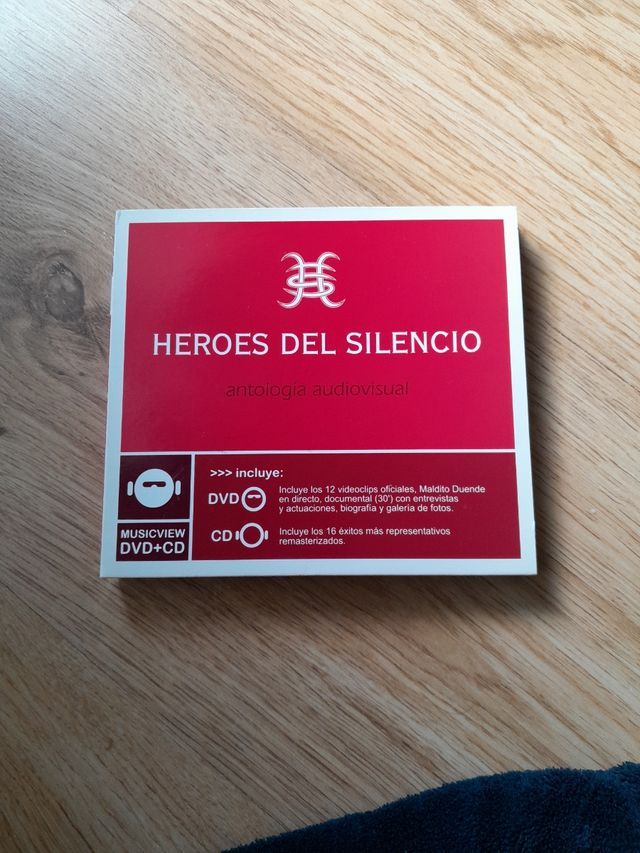 HEROES DEL SILENCIO
antología audiovisual
>>> incluye:
DVD
Incluye los 12 videoclips oficiales, Maldito Duende
en directo, documental (30') con entrevistas
y actuaciones, biografía y galería de fotos.
CD
Incluye los 16 éxitos más representativos
remasterizados.
MUSICVIEW
DVD+CD